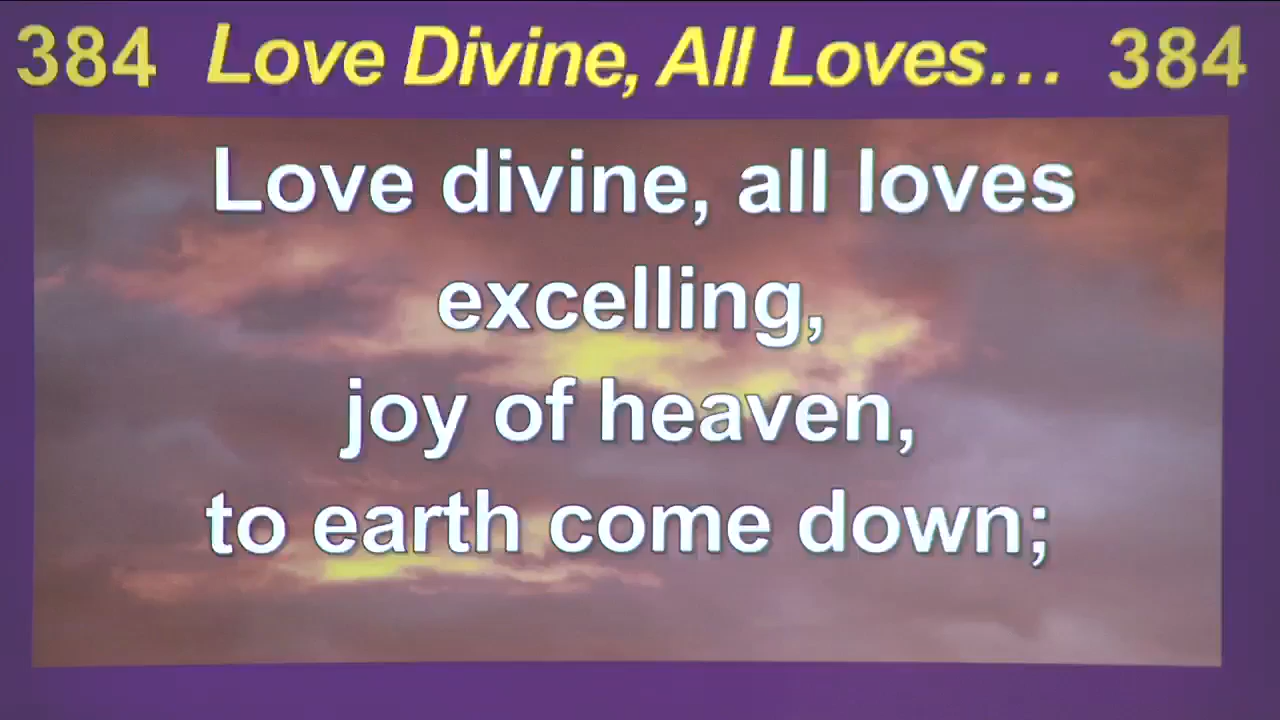 384 Love Divine, All Loves... 384
Love divine, all loves
excelling,
joy of heaven,
to earth come down;